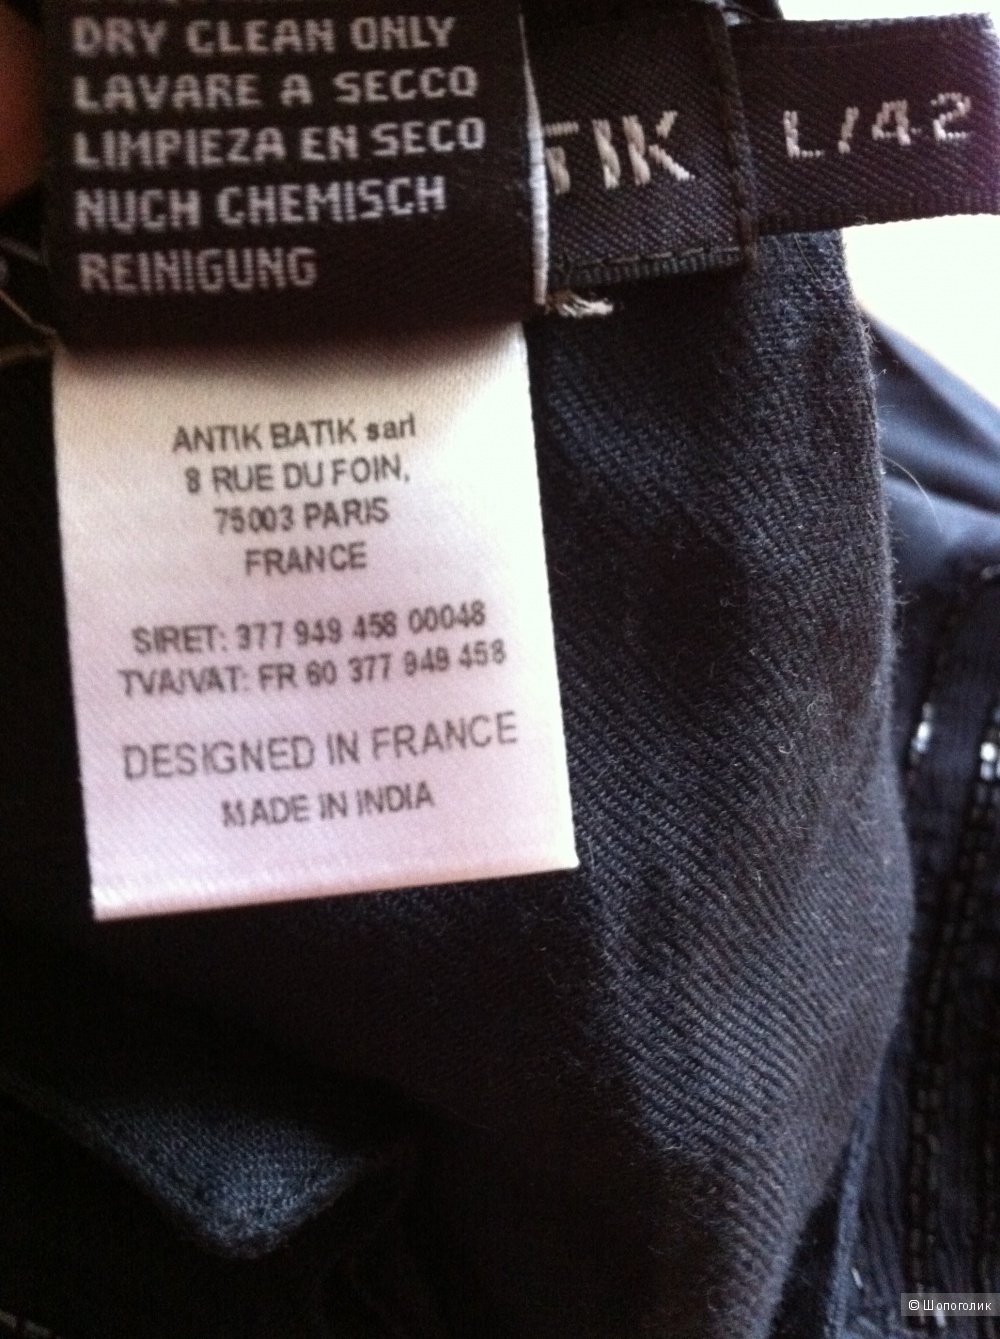 DRY CLEAN ONLY
LAVARE A SECCO
LIMPIEZA EN SECO
NUCH CHEMISCH
REINIGUNG
TIK
L/42
ANTIK BATIK sarl
8 RUE DU FOIN,
75003 PARIS
FRANCE
SIRET: 377 949 458 00048
TVA/VAT: FR 60 377 949 458
DESIGNED IN FRANCE
MADE IN INDIA
© Шопоголик